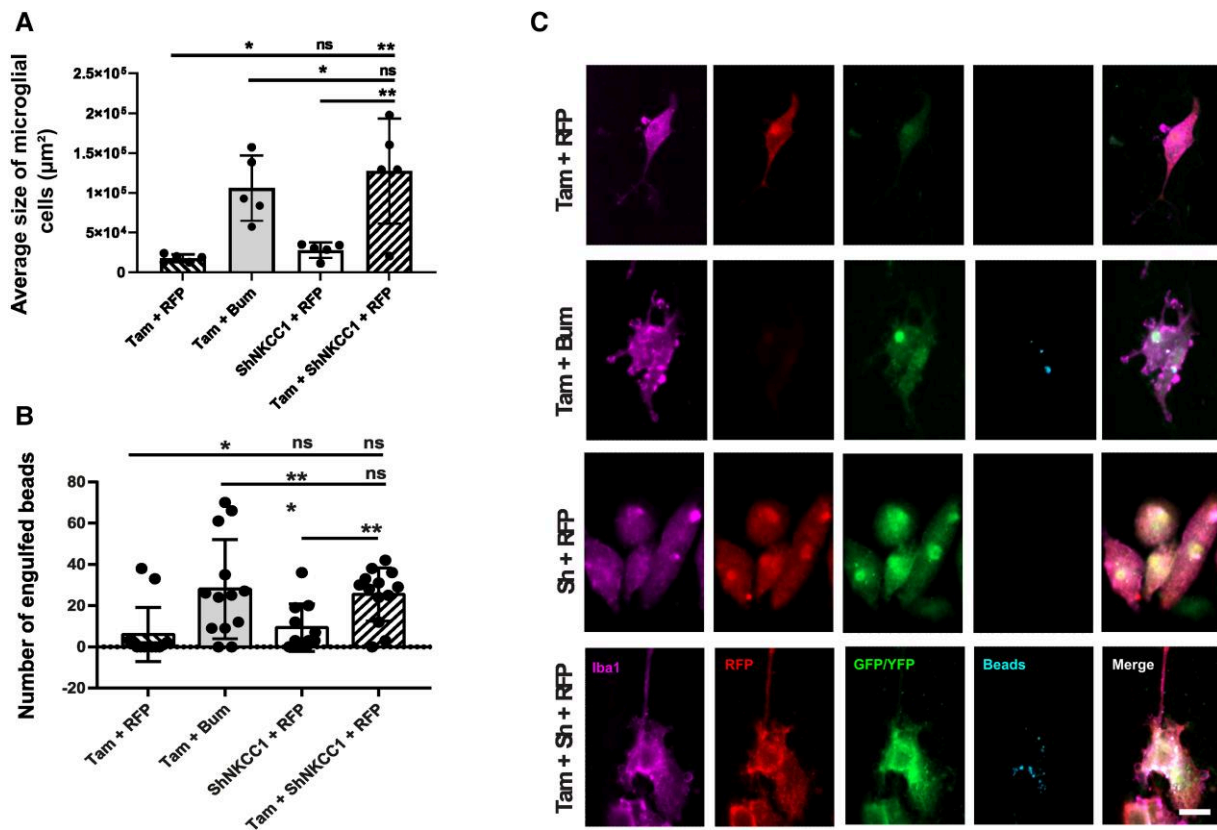 A
Average size of microglial
cells (µm²)
* ns **
* ns
**
2.5×10⁵
2×10⁵
1.5×10⁵
1×10⁵
5×10⁴
0
Tam + RFP
Tam + Bum
ShNKCC1 + RFP
Tam + ShNKCC1 + RFP
B
Number of engulfed beads
* ns ns
** ns
*
**
80
60
40
20
0
-20
Tam + RFP
Tam + Bum
ShNKCC1 + RFP
Tam + ShNKCC1 + RFP
C
Tam + RFP
Tam + Bum
Sh + RFP
Tam + Sh + RFP
Iba1 RFP GFP/YFP Beads Merge